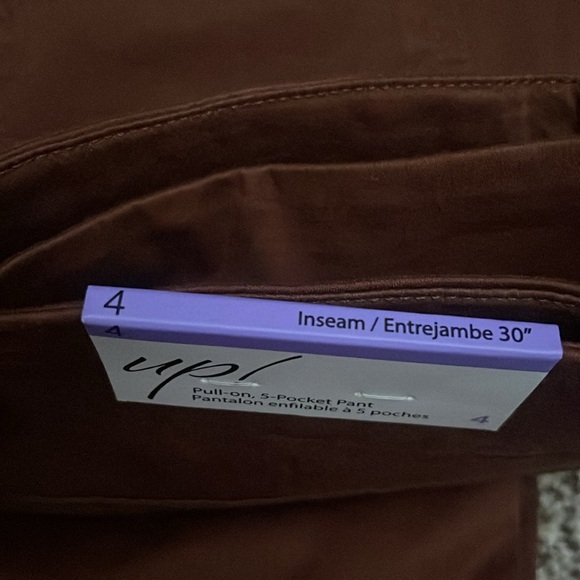 4
Inseam / Entrejambe 30”
4
up!
Pull-on, 5-Pocket Pant
Pantalon enfilable à 5 poches
4